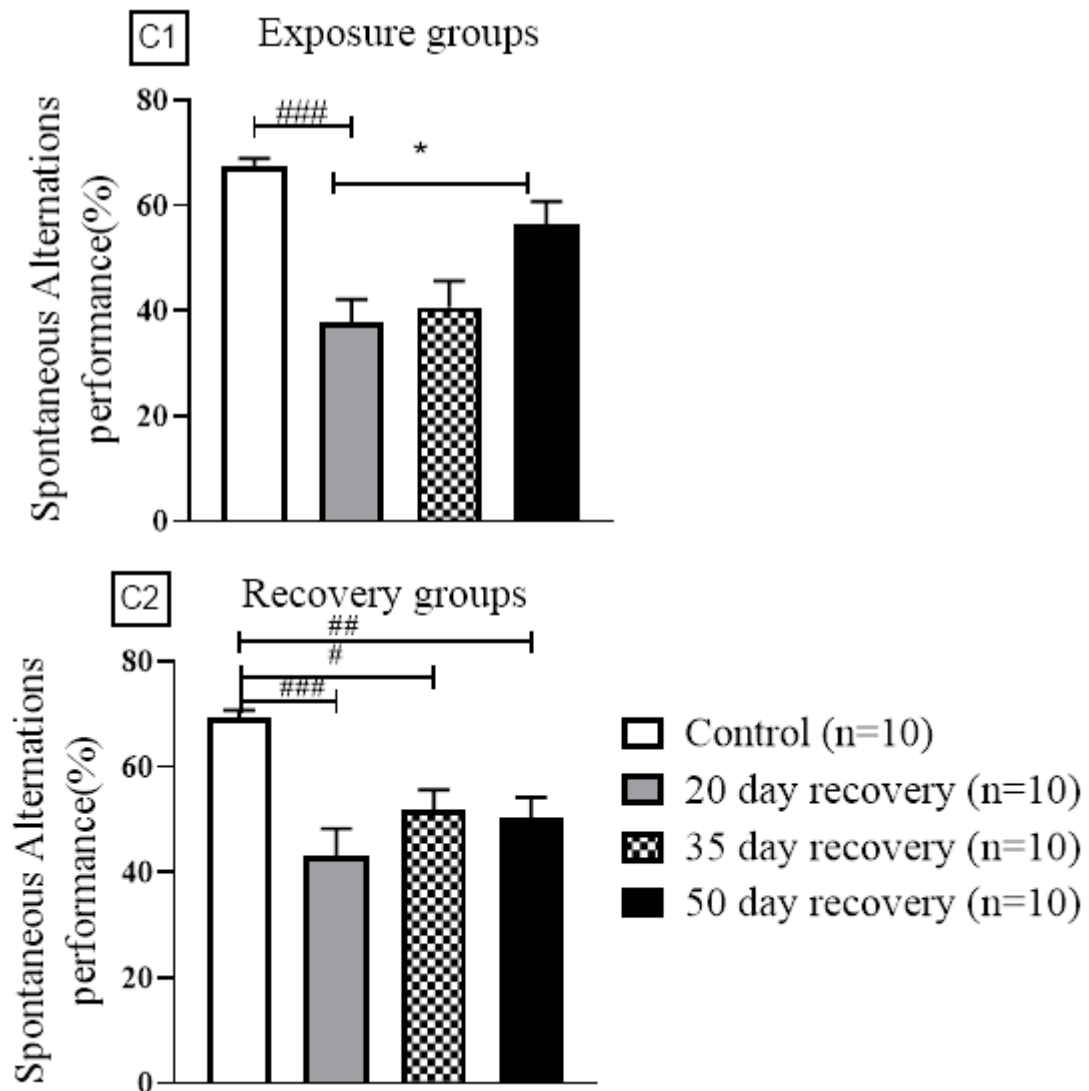 C1 Exposure groups
Spontaneous Alternations
performance(%)
80
60
40
20
0
###
*
C2 Recovery groups
Spontaneous Alternations
performance(%)
80
60
40
20
0
##
#
###
Control (n=10)
20 day recovery (n=10)
35 day recovery (n=10)
50 day recovery (n=10)